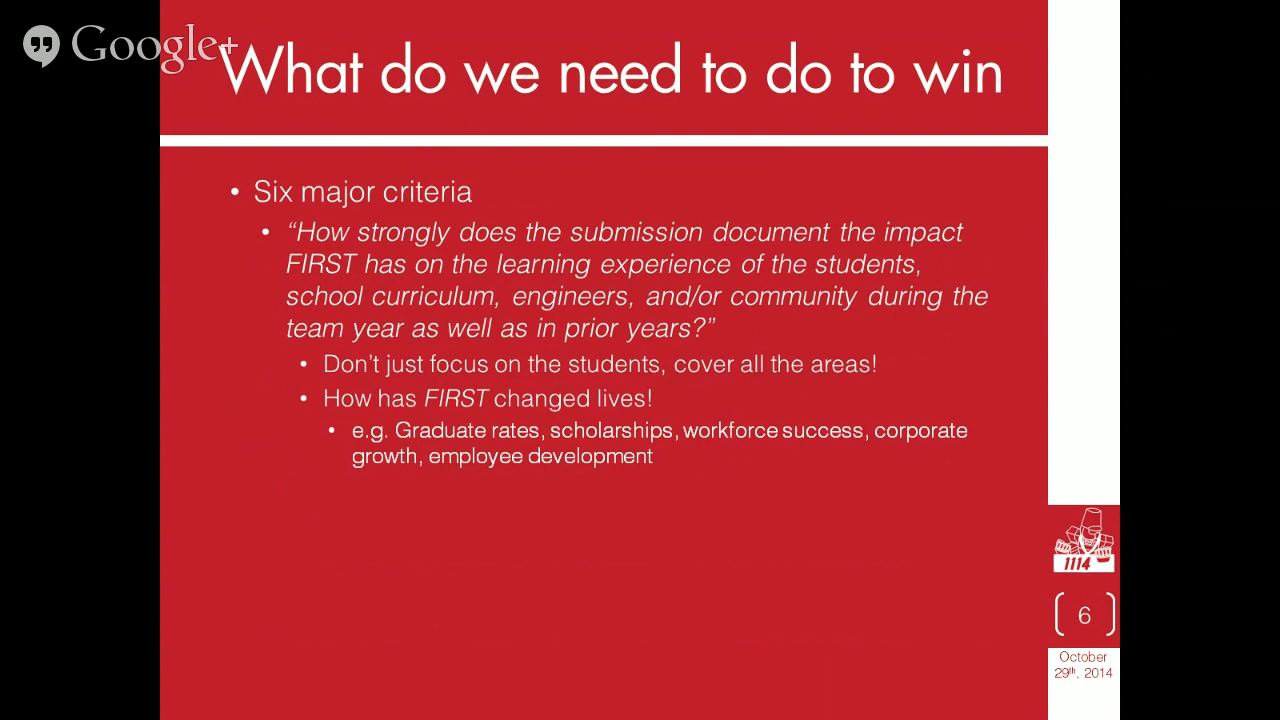 Google+
What do we need to do to win
• Six major criteria
• “How strongly does the submission document the impact
FIRST has on the learning experience of the students,
school curriculum, engineers, and/or community during the
team year as well as in prior years?”
• Don’t just focus on the students, cover all the areas!
• How has FIRST changed lives!
• e.g. Graduate rates, scholarships, workforce success, corporate
growth, employee development
1114
6
October
29th, 2014